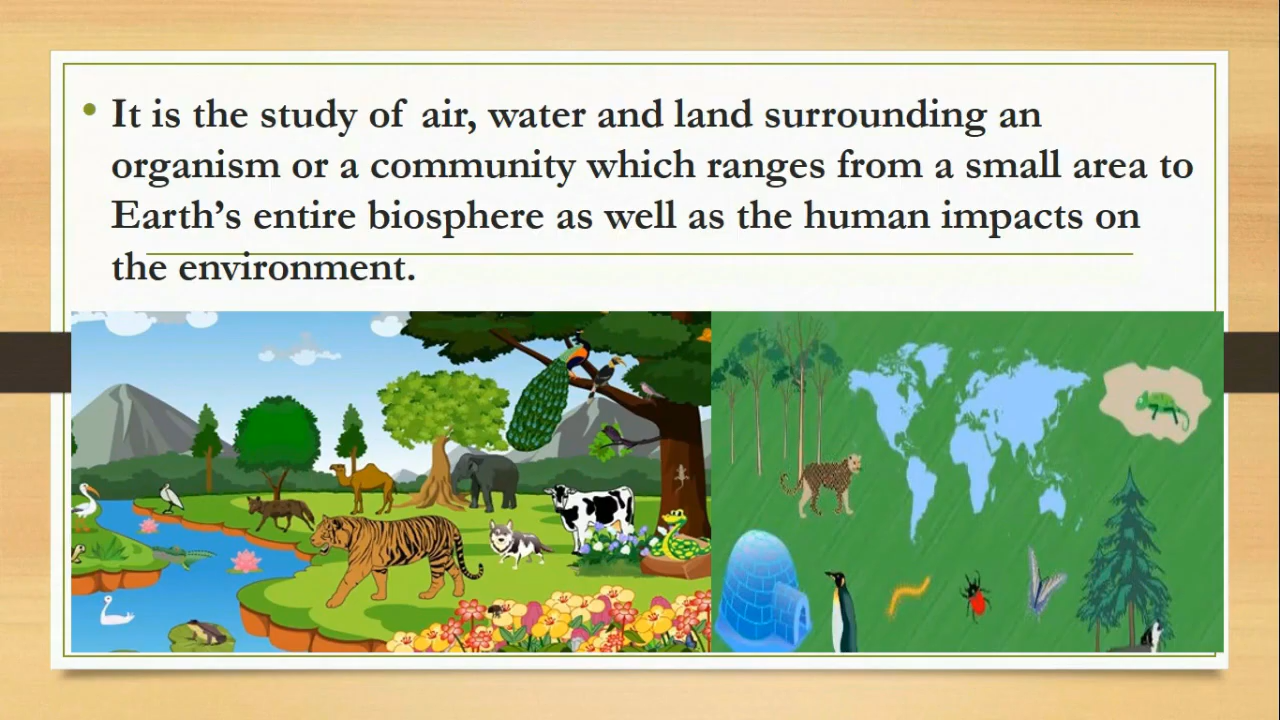 • It is the study of air, water and land surrounding an
organism or a community which ranges from a small area to
Earth’s entire biosphere as well as the human impacts on
the environment.